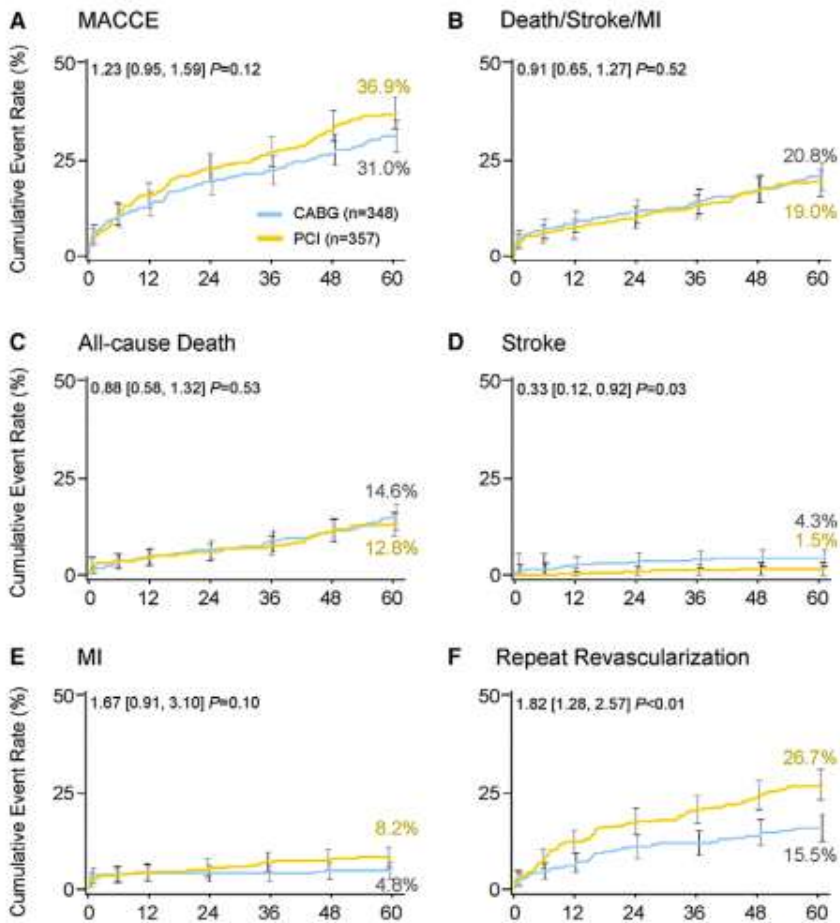 A MACCE
Cumulative Event Rate (%)
50
25
0
1.23 [0.95, 1.59] P=0.12
36.9%
31.0%
CABG (n=348)
PCI (n=357)
0 12 24 36 48 60
B Death/Stroke/MI
50
25
0
0.91 [0.65, 1.27] P=0.52
20.8%
19.0%
0 12 24 36 48 60
C All-cause Death
Cumulative Event Rate (%)
50
25
0
0.88 [0.58, 1.32] P=0.53
14.6%
12.8%
0 12 24 36 48 60
D Stroke
50
25
0
0.33 [0.12, 0.92] P=0.03
4.3%
1.5%
0 12 24 36 48 60
E MI
Cumulative Event Rate (%)
50
25
0
1.67 [0.91, 3.10] P=0.10
8.2%
4.8%
0 12 24 36 48 60
F Repeat Revascularization
50
25
0
1.82 [1.28, 2.57] P<0.01
26.7%
15.5%
0 12 24 36 48 60